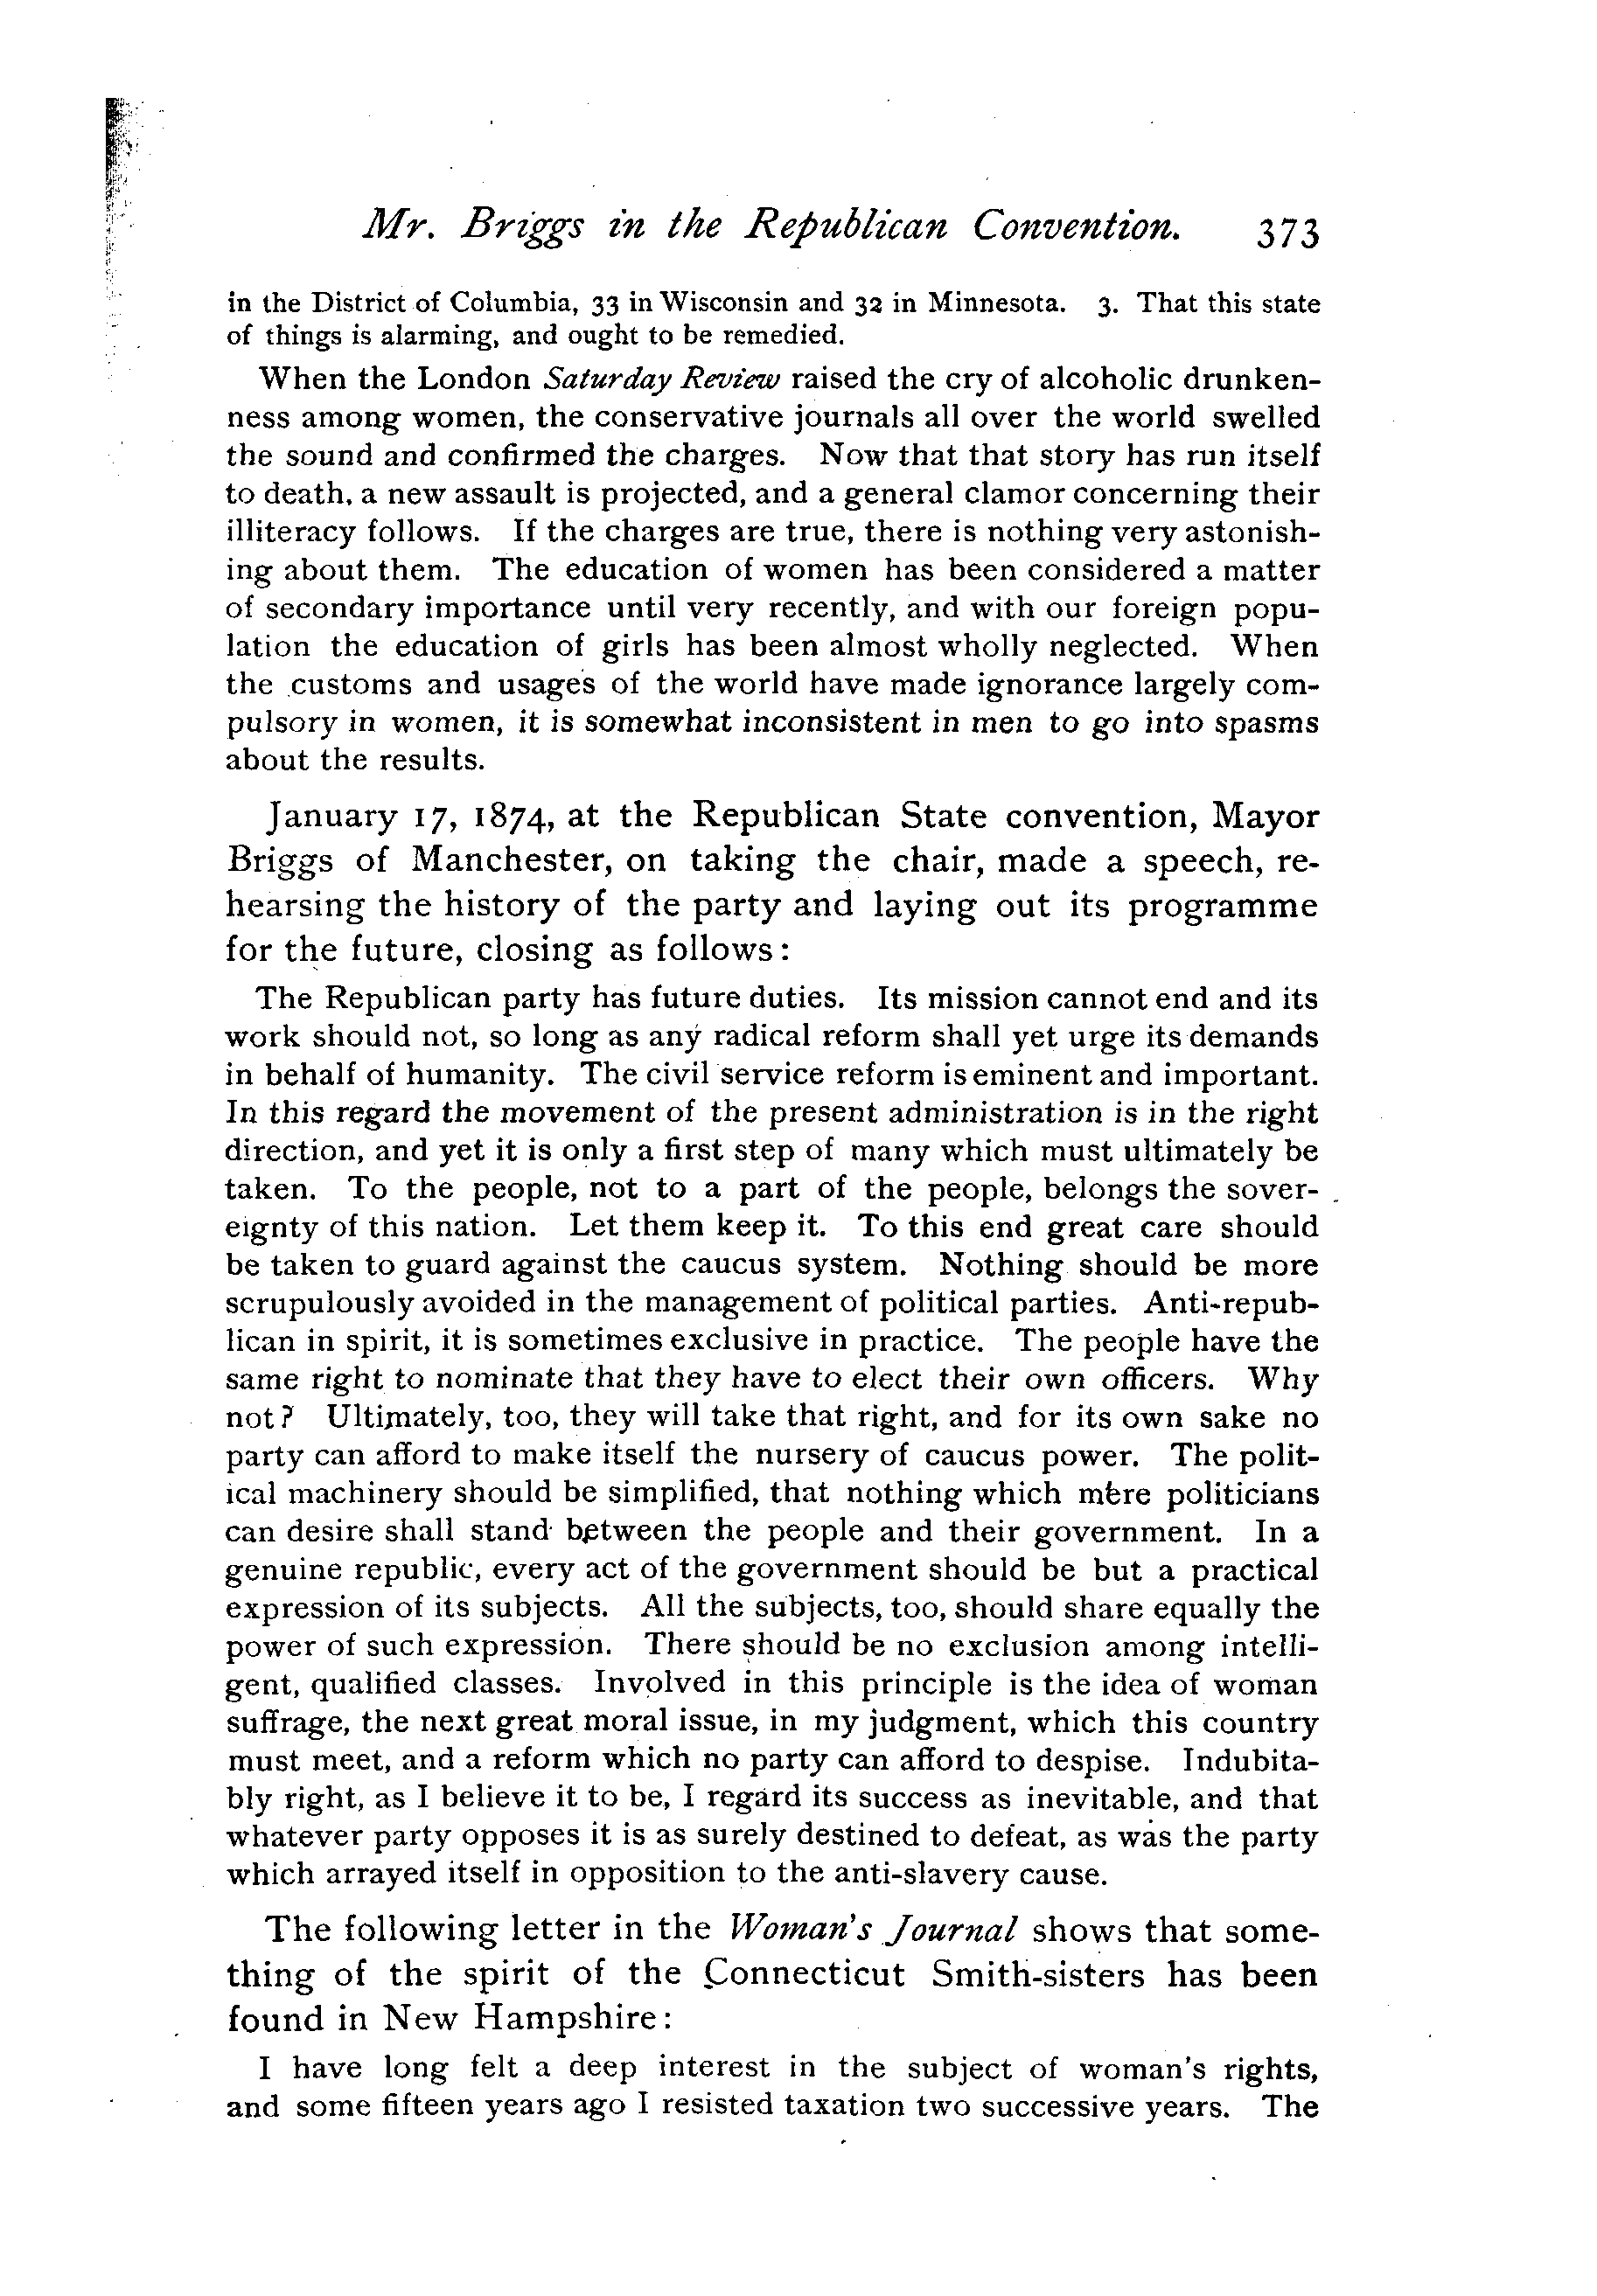 Mr. Briggs in the Republican Convention. 373
in the District of Columbia, 33 in Wisconsin and 32 in Minnesota. 3. That this state
of things is alarming, and ought to be remedied.
When the London Saturday Review raised the cry of alcoholic drunken-
ness among women, the conservative journals all over the world swelled
the sound and confirmed the charges. Now that that story has run itself
to death, a new assault is projected, and a general clamor concerning their
illiteracy follows. If the charges are true, there is nothing very astonish-
ing about them. The education of women has been considered a matter
of secondary importance until very recently, and with our foreign popu-
lation the education of girls has been almost wholly neglected. When
the customs and usages of the world have made ignorance largely com-
pulsory in women, it is somewhat inconsistent in men to go into spasms
about the results.
January 17, 1874, at the Republican State convention, Mayor
Briggs of Manchester, on taking the chair, made a speech, re-
hearsing the history of the party and laying out its programme
for the future, closing as follows:
The Republican party has future duties. Its mission cannot end and its
work should not, so long as any radical reform shall yet urge its demands
in behalf of humanity. The civil service reform is eminent and important.
In this regard the movement of the present administration is in the right
direction, and yet it is only a first step of many which must ultimately be
taken. To the people, not to a part of the people, belongs the sover-
eignty of this nation. Let them keep it. To this end great care should
be taken to guard against the caucus system. Nothing should be more
scrupulously avoided in the management of political parties. Anti-repub-
lican in spirit, it is sometimes exclusive in practice. The people have the
same right to nominate that they have to elect their own officers. Why
not? Ultimately, too, they will take that right, and for its own sake no
party can afford to make itself the nursery of caucus power. The polit-
ical machinery should be simplified, that nothing which mere politicians
can desire shall stand between the people and their government. In a
genuine republic, every act of the government should be but a practical
expression of its subjects. All the subjects, too, should share equally the
power of such expression. There should be no exclusion among intelli-
gent, qualified classes. Involved in this principle is the idea of woman
suffrage, the next great moral issue, in my judgment, which this country
must meet, and a reform which no party can afford to despise. Indubita-
bly right, as I believe it to be, I regard its success as inevitable, and that
whatever party opposes it is as surely destined to defeat, as was the party
which arrayed itself in opposition to the anti-slavery cause.
The following letter in the Woman's Journal shows that some-
thing of the spirit of the Connecticut Smith-sisters has been
found in New Hampshire:
I have long felt a deep interest in the subject of woman's rights,
and some fifteen years ago I resisted taxation two successive years. The